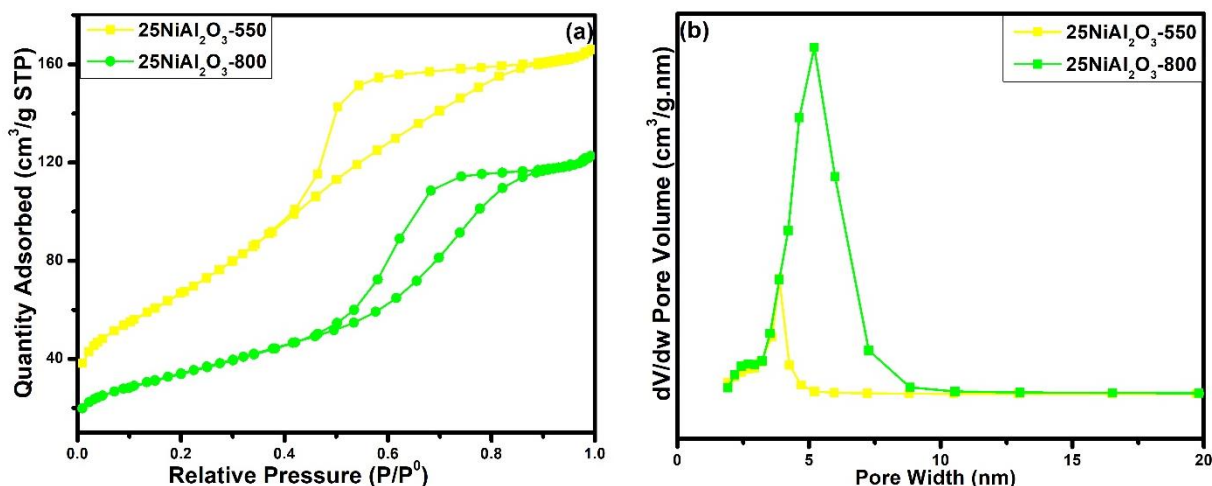 25NiAl₂O₃-550
25NiAl₂O₃-800
(a)
Quantity Adsorbed (cm³/g STP)
160
120
80
40
0.0 0.2 0.4 0.6 0.8 1.0
Relative Pressure (P/P⁰)
(b)
25NiAl₂O₃-550
25NiAl₂O₃-800
dV/dw Pore Volume (cm³/g.nm)
0 5 10 15 20
Pore Width (nm)